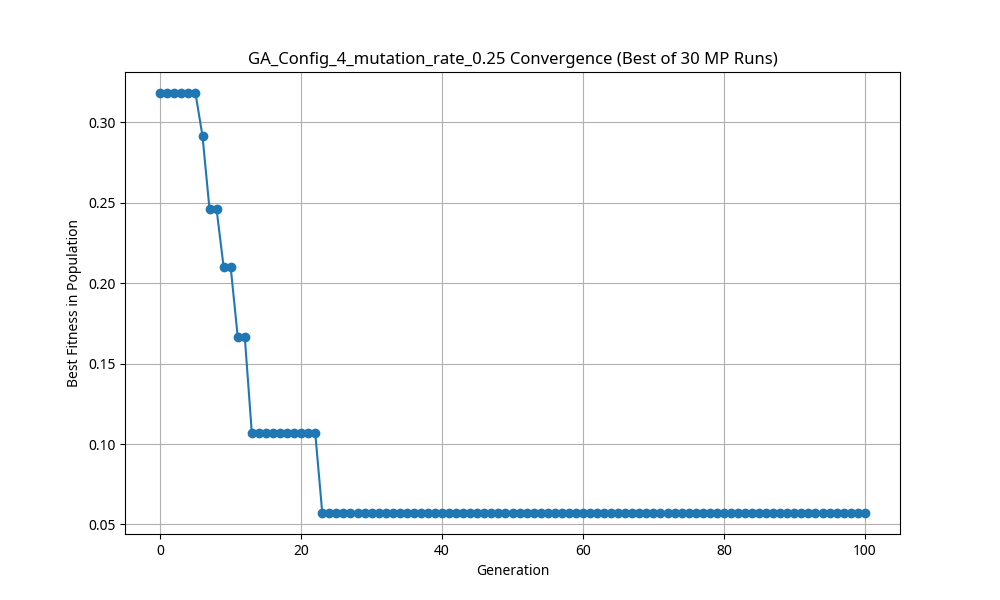 GA_Config_4_mutation_rate_0.25 Convergence (Best of 30 MP Runs)
Best Fitness in Population
0.30
0.25
0.20
0.15
0.10
0.05
0 20 40 60 80 100
Generation